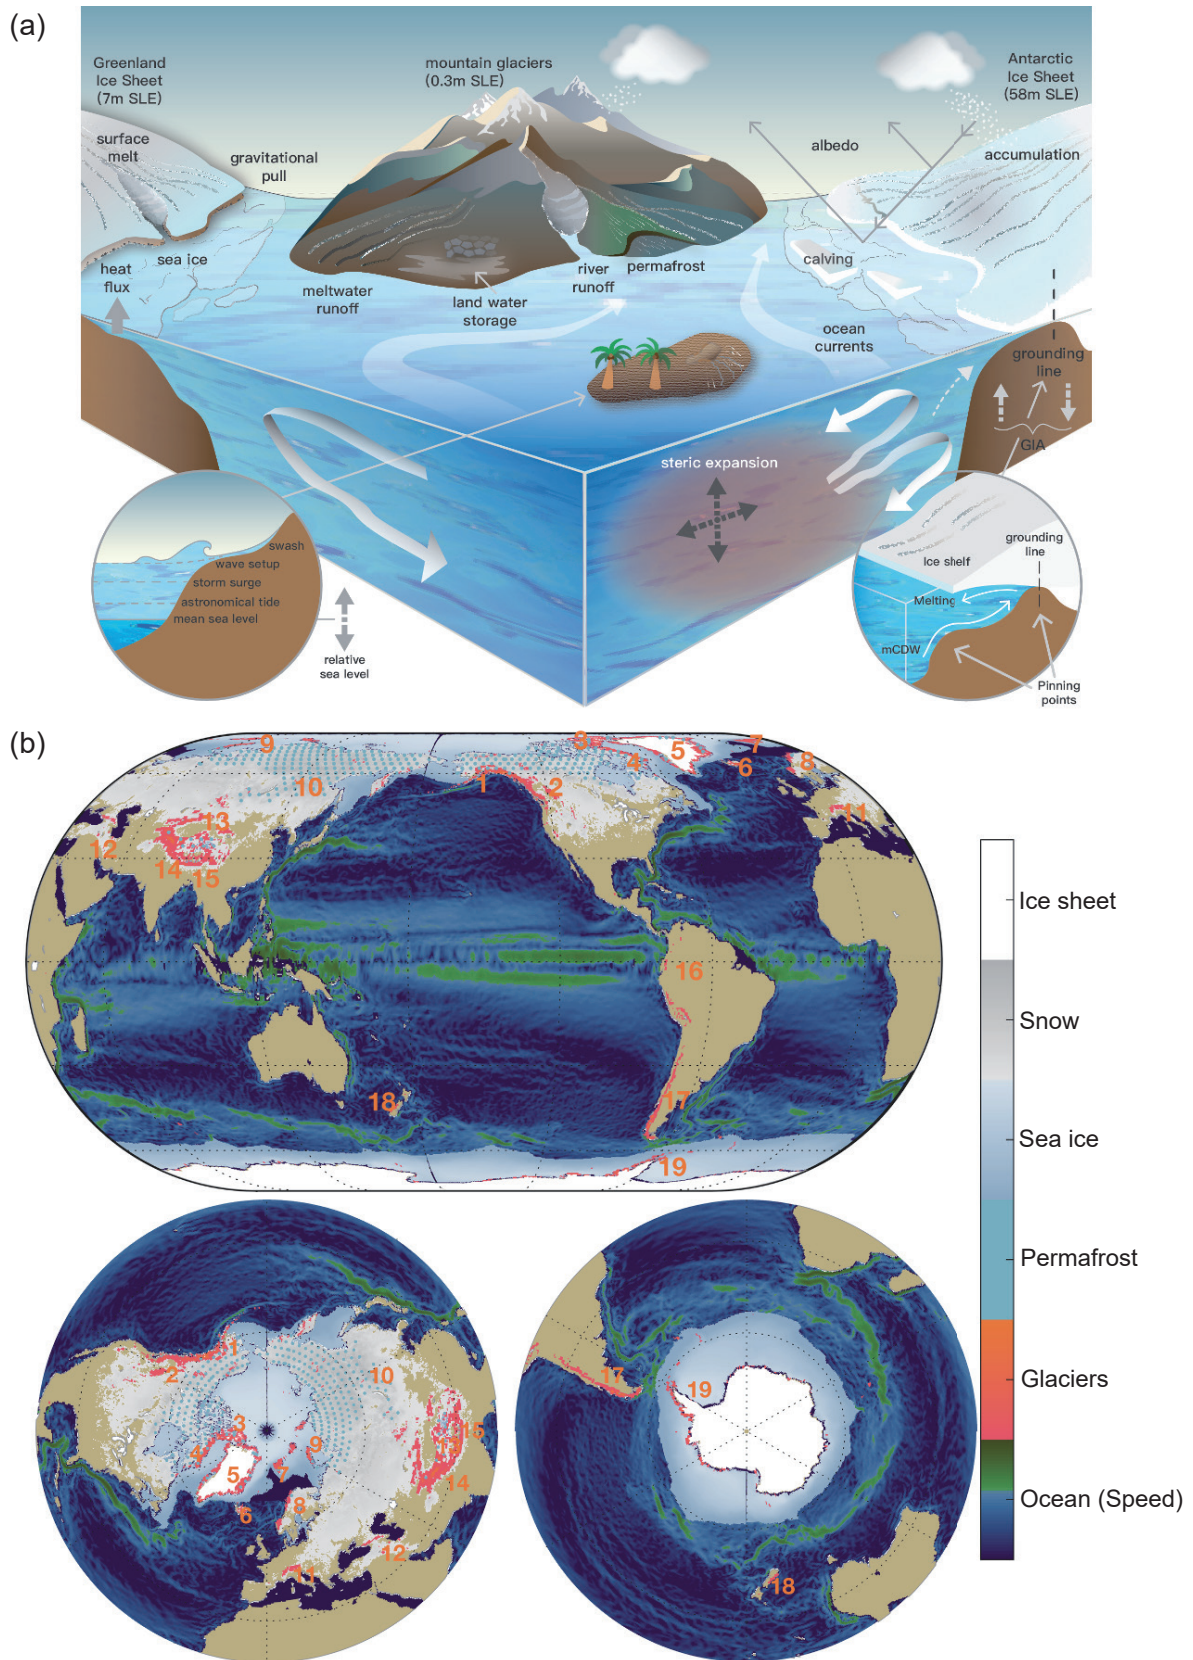 (a)
Greenland
Ice Sheet
(7m SLE)
mountain glaciers
(0.3m SLE)
Antarctic
Ice Sheet
(58m SLE)
surface
melt
gravitational
pull
albedo
accumulation
sea ice
heat
flux
meltwater
runoff
land water
storage
river
runoff
permafrost
calving
ocean
currents
grounding
line
GIA
steric expansion
swash
wave setup
storm surge
astronomical tide
mean sea level
relative
sea level
grounding
line
Ice shelf
Melting
mCDW
Pinning
points
(b)
9
3
5
7
4
6
8
10
1
2
11
13
12
14
15
16
18
17
19
Ice sheet
Snow
Sea ice
Permafrost
Glaciers
Ocean (Speed)
1
2
10
3
4
9
5
7
6
8
15
13
14
12
11
17
19
18